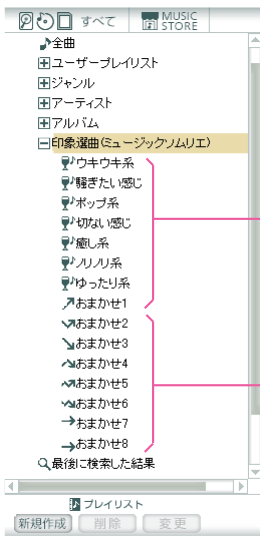 すべて MUSIC STORE
全曲
ユーザープレイリスト
ジャンル
アーティスト
アルバム
印象選曲(ミュージックソムリエ)
ウキウキ系
騒ぎたい感じ
ポップ系
切ない感じ
癒し系
ノリノリ系
ゆったり系
おまかせ1
おまかせ2
おまかせ3
おまかせ4
おまかせ5
おまかせ6
おまかせ7
おまかせ8
最後に検索した結果
プレイリスト
新規作成 削除 変更